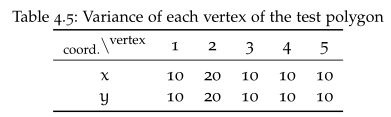 Table 4.5: Variance of each vertex of the test polygon
coord.\vertex 1 2 3 4 5
x 10 20 10 10 10
y 10 20 10 10 10